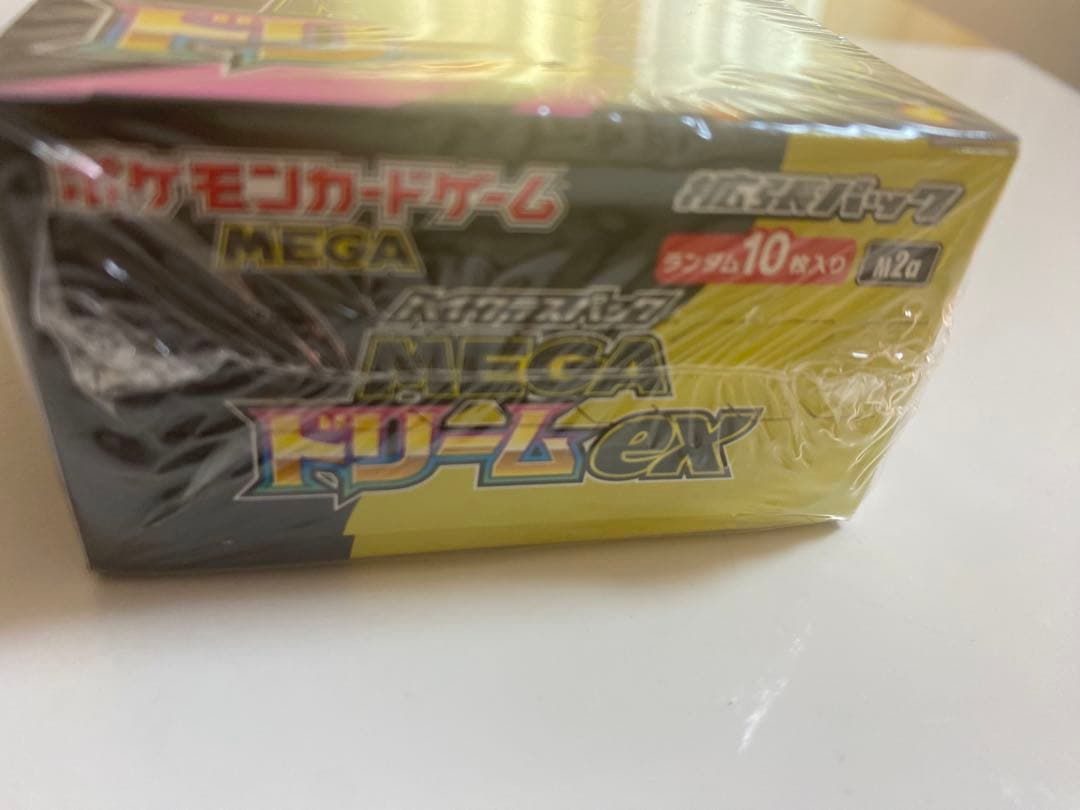 ドリ
ポケモンカードゲーム
MEGA
拡張パック
ランダム10枚入り
M2a
ハイクラスパック
MEGA
ドリームex